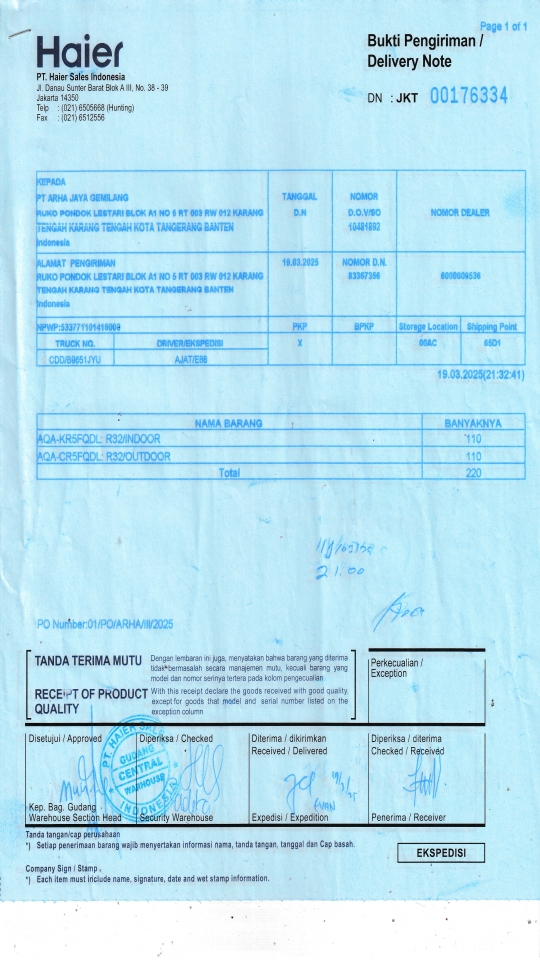 Page 1 of 1
Haier
Bukti Pengiriman /
Delivery Note
PT. Haier Sales Indonesia
Jl. Danau Sunter Barat Blok A III, No. 38 - 39
Jakarta 14350
Telp : (021) 6505668 (Hunting)
Fax : (021) 6512556
DN : JKT 00176334
KEPADA
PT ARHA JAYA GEMILANG
RUKO PONDOK LESTARI BLOK A1 NO 5 RT 003 RW 012 KARANG
TENGAH KARANG TENGAH KOTA TANGERANG BANTEN
Indonesia
TANGGAL
D.N
NOMOR
D.O.V/SO
10481892
NOMOR DEALER
ALAMAT PENGIRIMAN
RUKO PONDOK LESTARI BLOK A1 NO 5 RT 003 RW 012 KARANG
TENGAH KARANG TENGAH KOTA TANGERANG BANTEN
Indonesia
19.03.2025
NOMOR D.N.
83367356
6000009536
PKP BPKP Storage Location Shipping Point
TRUCK NO. DRIVER/EKSPEDISI X 00AC 65D1
CDD/B9651JYU AJAT/E86
19.03.2025(21:32:41)
NAMA BARANG BANYAKNYA
AQA-KR5FQDL: R32/INDOOR 110
AQA-CR5FQDL: R32/OUTDOOR 110
Total 220
21.00
PO Number:01/PO/ARHA/III/2025
TANDA TERIMA MUTU
Dengan lembaran ini juga, menyatakan bahwa barang yang diterima
tidak bermasalah secara manajemen mutu, kecuali barang yang
model dan nomor serinya tertera pada kolom pengecualian
RECEIPT OF PRODUCT
QUALITY
With this receipt declare the goods received with good quality,
except for goods that model and serial number listed on the
exception column
Perkecualian /
Exception
Disetujui / Approved
Diperiksa / Checked
Diterima / dikirimkan
Received / Delivered
Diperiksa / diterima
Checked / Received
PT. HAIER SALES
GUDANG
CENTRAL
WARHOUSE
INDONESIA
EVAN
Kep. Bag. Gudang
Warehouse Section Head
Security Warehouse
Expedisi / Expedition
Penerima / Receiver
Tanda tangan/cap perusahaan
*) Setiap penerimaan barang wajib menyertakan informasi nama, tanda tangan, tanggal dan Cap basah.
EKSPEDISI
Company Sign / Stamp
*) Each item must include name, signature, date and wet stamp information.